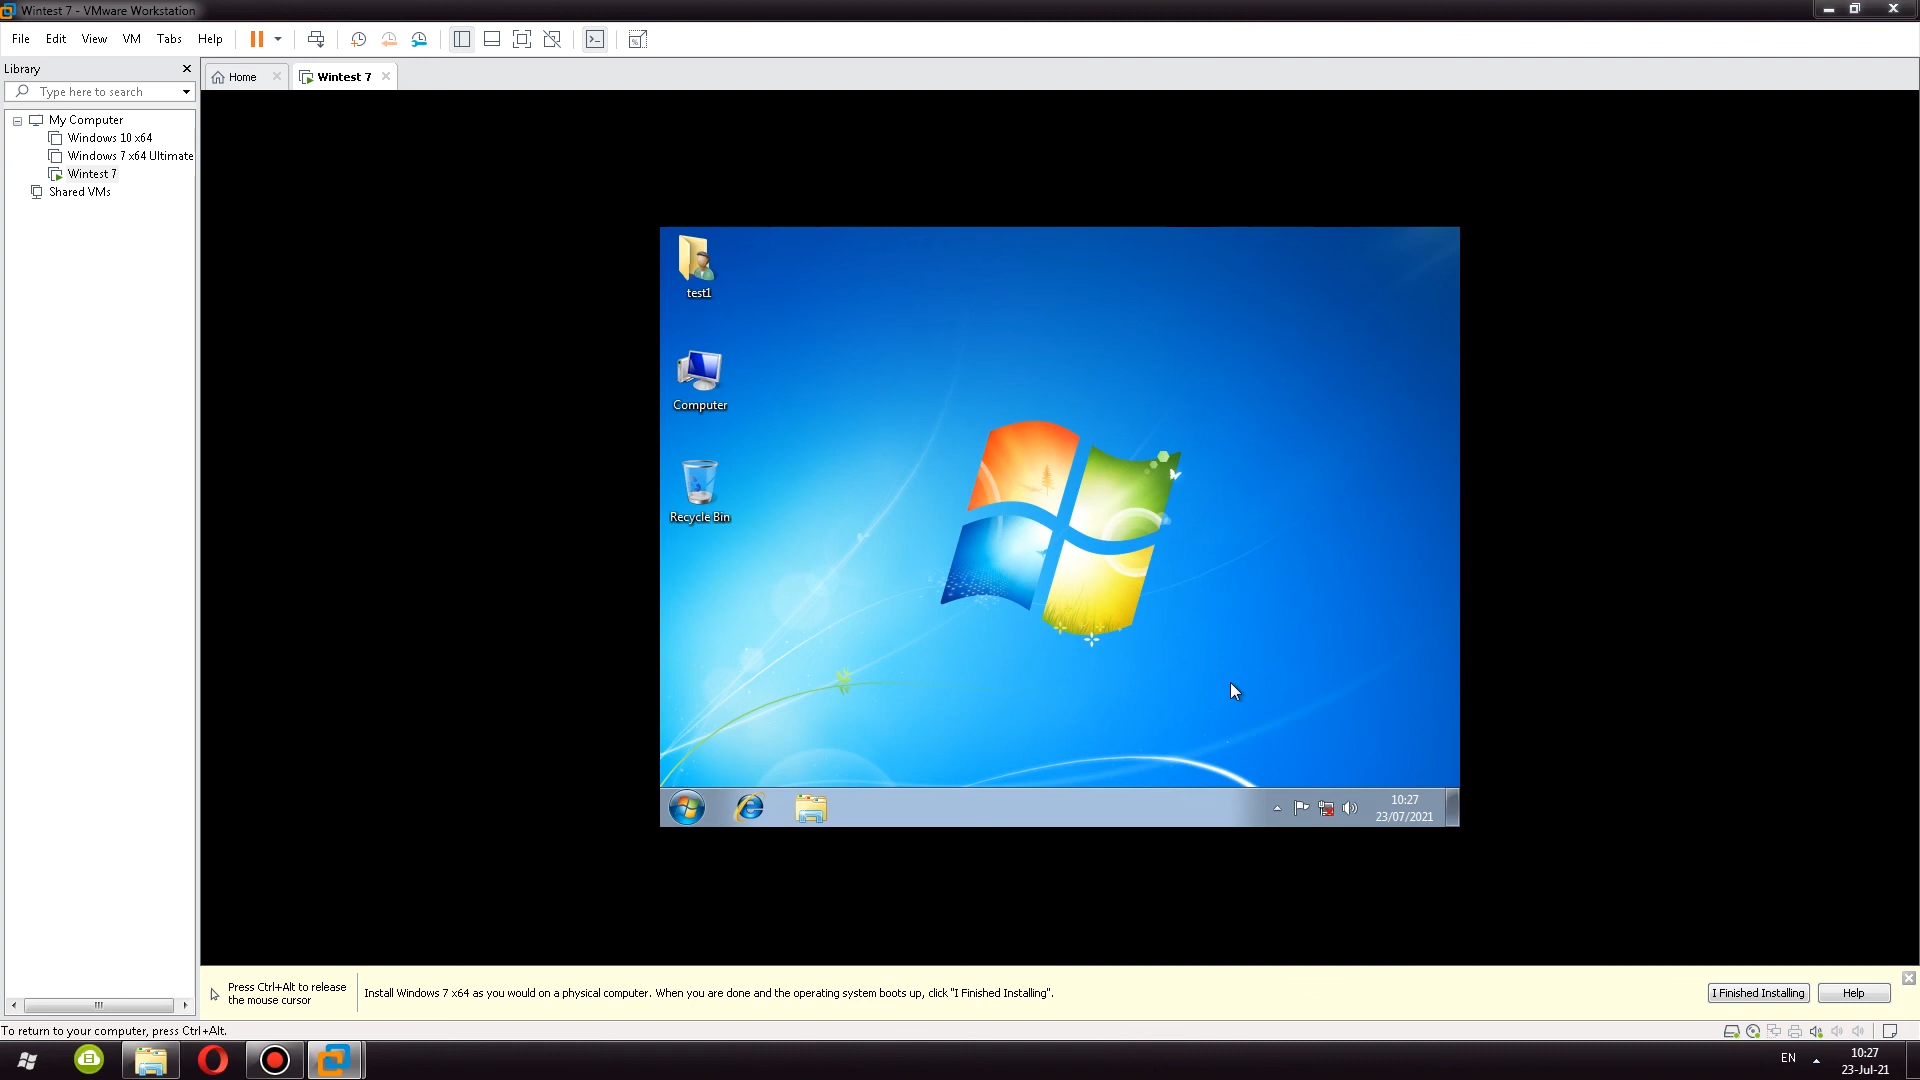 Wintest 7 - VMware Workstation
File Edit View VM Tabs Help
Library
Home
Wintest 7
Type here to search
My Computer
Windows 10 x64
Windows 7 x64 Ultimate
Wintest 7
Shared VMs
test1
Computer
Recycle Bin
10:27
23/07/2021
Press Ctrl+Alt to release
the mouse cursor
Install Windows 7 x64 as you would on a physical computer. When you are done and the operating system boots up, click "I Finished Installing".
I Finished Installing
Help
To return to your computer, press Ctrl+Alt.
EN
10:27
23-Jul-21